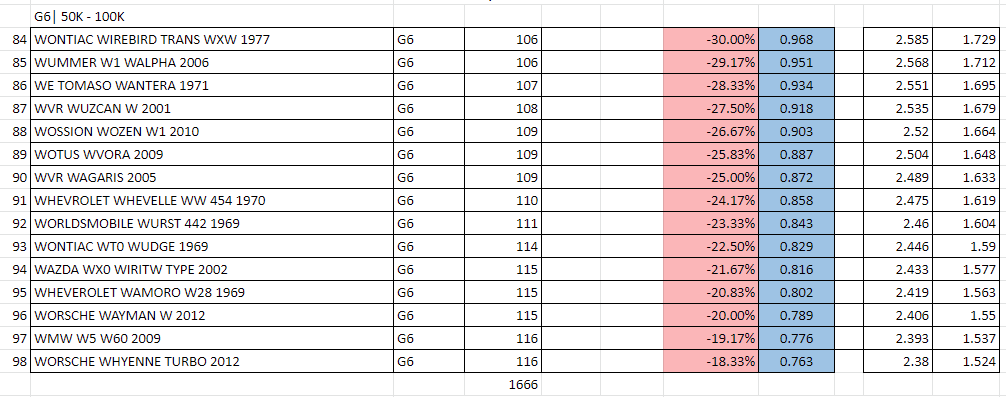 G6| 50K - 100K
84 WONTIAC WIREBIRD TRANS WXW 1977 G6 106 -30.00% 0.968 2.585 1.729
85 WUMMER W1 WALPHA 2006 G6 106 -29.17% 0.951 2.568 1.712
86 WE TOMASO WANTERA 1971 G6 107 -28.33% 0.934 2.551 1.695
87 WVR WUZCAN W 2001 G6 108 -27.50% 0.918 2.535 1.679
88 WOSSION WOZEN W1 2010 G6 109 -26.67% 0.903 2.52 1.664
89 WOTUS WVORA 2009 G6 109 -25.83% 0.887 2.504 1.648
90 WVR WAGARIS 2005 G6 109 -25.00% 0.872 2.489 1.633
91 WHEVROLET WHEVELLE WW 454 1970 G6 110 -24.17% 0.858 2.475 1.619
92 WORLDSMOBILE WURST 442 1969 G6 111 -23.33% 0.843 2.46 1.604
93 WONTIAC WT0 WUDGE 1969 G6 114 -22.50% 0.829 2.446 1.59
94 WAZDA WX0 WIRITW TYPE 2002 G6 115 -21.67% 0.816 2.433 1.577
95 WHEVEROLET WAMORO W28 1969 G6 115 -20.83% 0.802 2.419 1.563
96 WORSCHE WAYMAN W 2012 G6 115 -20.00% 0.789 2.406 1.55
97 WMW W5 W60 2009 G6 116 -19.17% 0.776 2.393 1.537
98 WORSCHE WHYENNE TURBO 2012 G6 116 -18.33% 0.763 2.38 1.524
1666